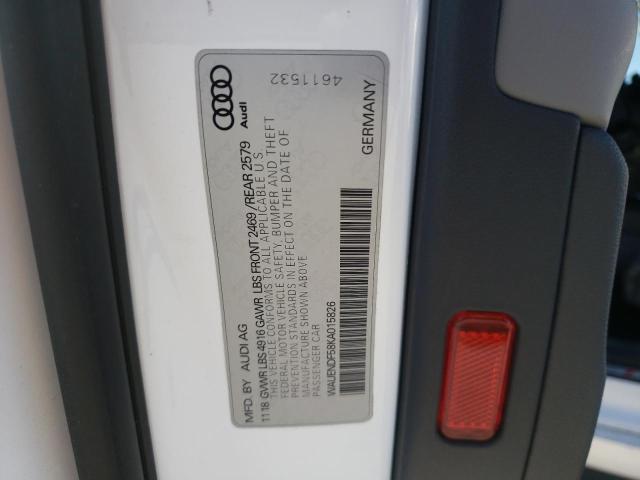 MFD. BY AUDI AG
Audi
11 18 GVWR LBS 4916 GAWR LBS FRONT 2469 / REAR 2579
THIS VEHICLE CONFORMS TO ALL APPLICABLE U S
FEDERAL MOTOR VEHICLE SAFETY, BUMPER AND THEFT
PREVENTION STANDARDS IN EFFECT ON THE DATE OF
MANUFACTURE SHOWN ABOVE
PASSENGER CAR
4611532
WAUENDF58KA015826
GERMANY